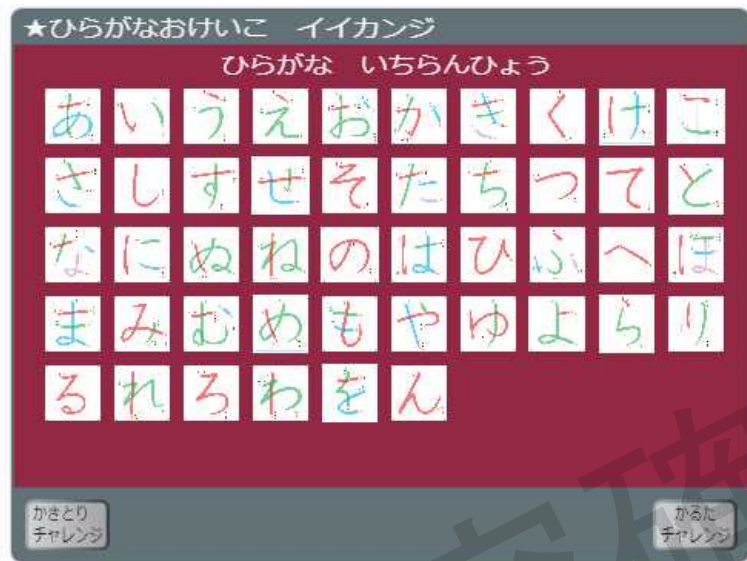 ★ひらがなおけいこ　イイカンジ
ひらがな　いちらんひょう
あ い う え お か き く け こ
さ し す せ そ た ち つ て と
な に ぬ ね の は ひ ふ へ ほ
ま み む め も や ゆ よ ら り
る れ ろ わ を ん
かきとり
チャレンジ
かるた
チャレンジ